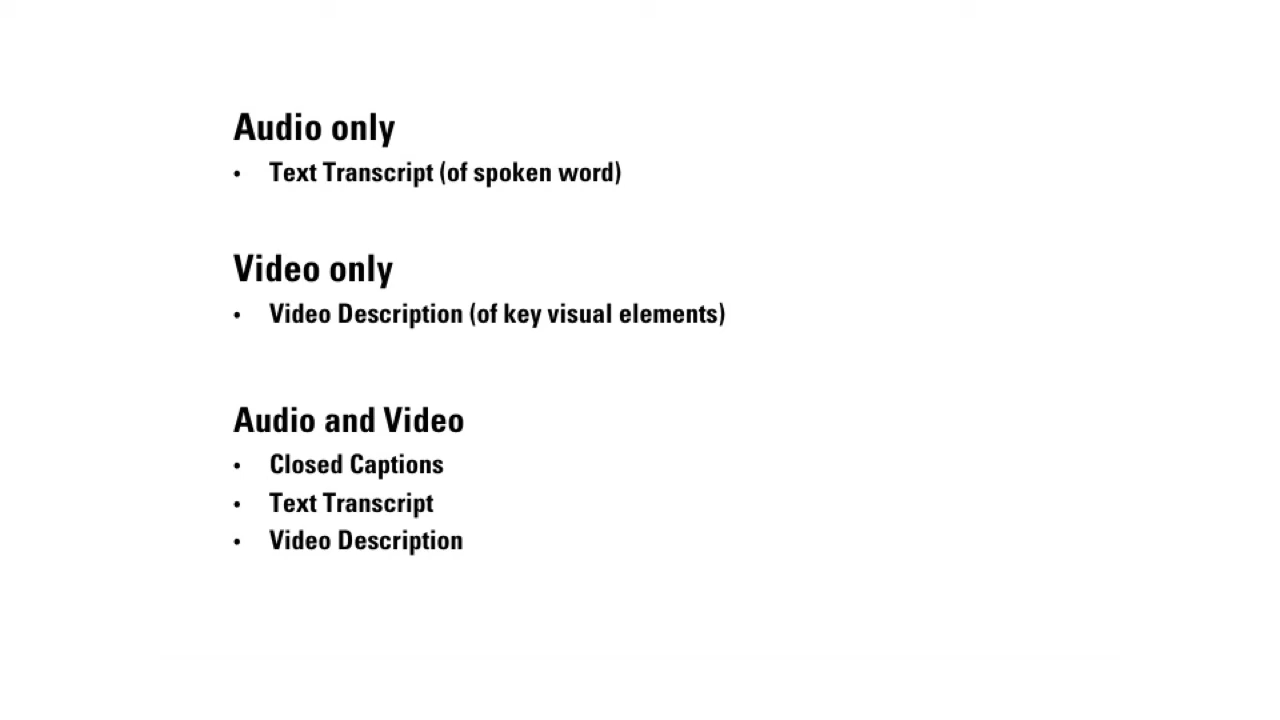 Audio only
• Text Transcript (of spoken word)
Video only
• Video Description (of key visual elements)
Audio and Video
• Closed Captions
• Text Transcript
• Video Description